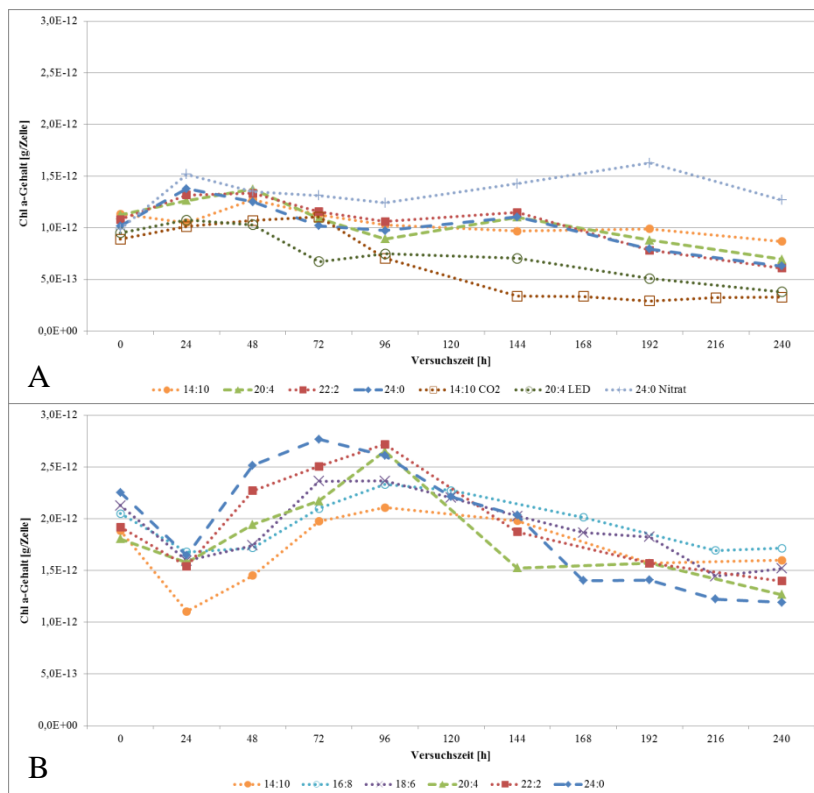 3,0E-12
2,5E-12
2,0E-12
1,5E-12
1,0E-12
5,0E-13
0,0E+00
Chl a-Gehalt [g/Zelle]
0 24 48 72 96 120 144 168 192 216 240
Versuchszeit [h]
A
14:10 20:4 22:2 24:0 14:10 CO2 20:4 LED 24:0 Nitrat
3,0E-12
2,5E-12
2,0E-12
1,5E-12
1,0E-12
5,0E-13
0,0E+00
Chl a-Gehalt [g/Zelle]
0 24 48 72 96 120 144 168 192 216 240
Versuchszeit [h]
B
14:10 16:8 18:6 20:4 22:2 24:0